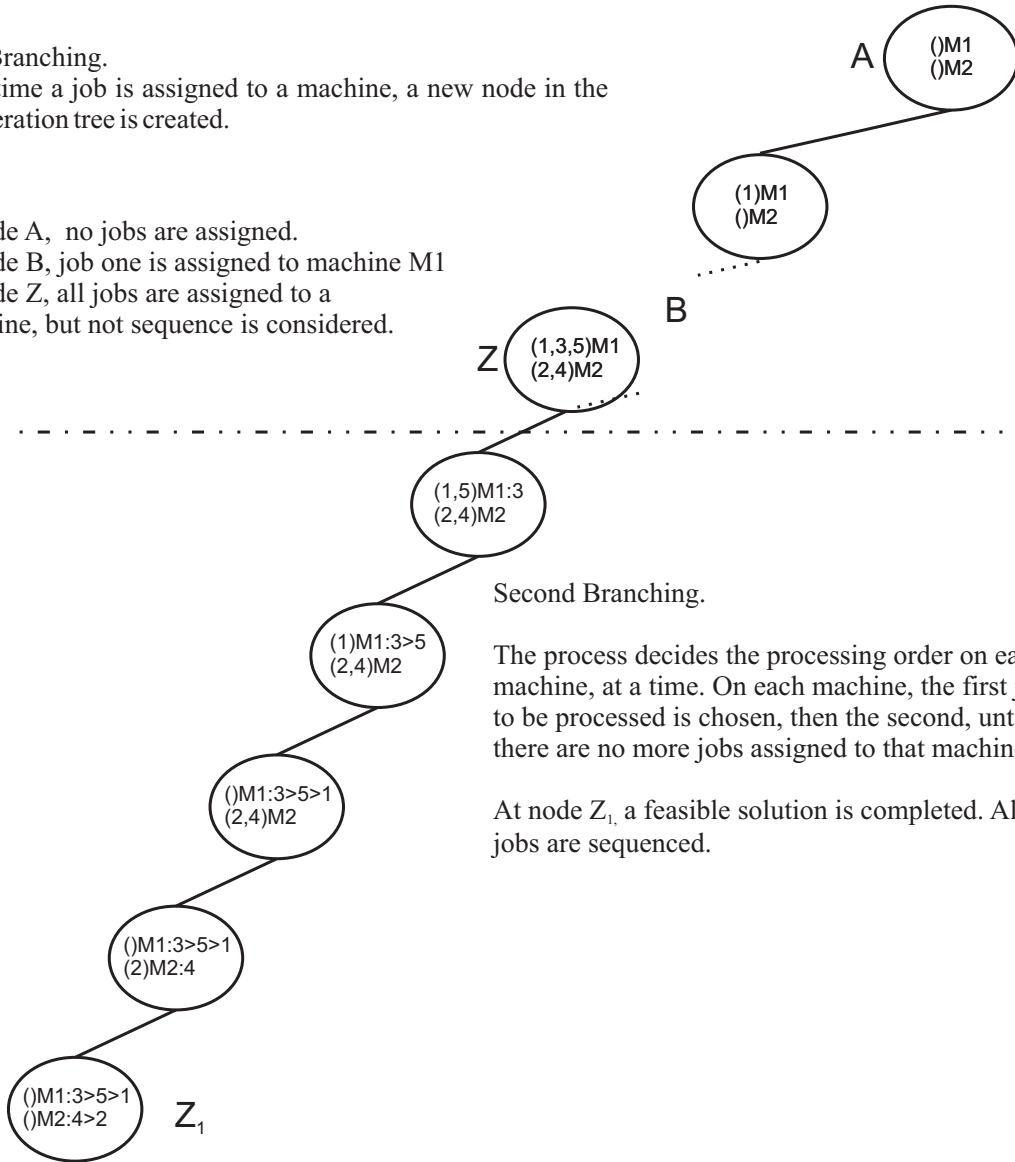 Branching.
time a job is assigned to a machine, a new node in the
eration tree is created.
de A, no jobs are assigned.
de B, job one is assigned to machine M1
de Z, all jobs are assigned to a
ine, but not sequence is considered.
A
()M1
()M2
(1)M1
()M2
B
Z
(1,3,5)M1
(2,4)M2
(1,5)M1:3
(2,4)M2
Second Branching.
(1)M1:3>5
(2,4)M2
The process decides the processing order on ea
machine, at a time. On each machine, the first j
to be processed is chosen, then the second, unt
there are no more jobs assigned to that machin
()M1:3>5>1
(2,4)M2
At node Z1, a feasible solution is completed. Al
jobs are sequenced.
()M1:3>5>1
(2)M2:4
()M1:3>5>1
()M2:4>2
Z1